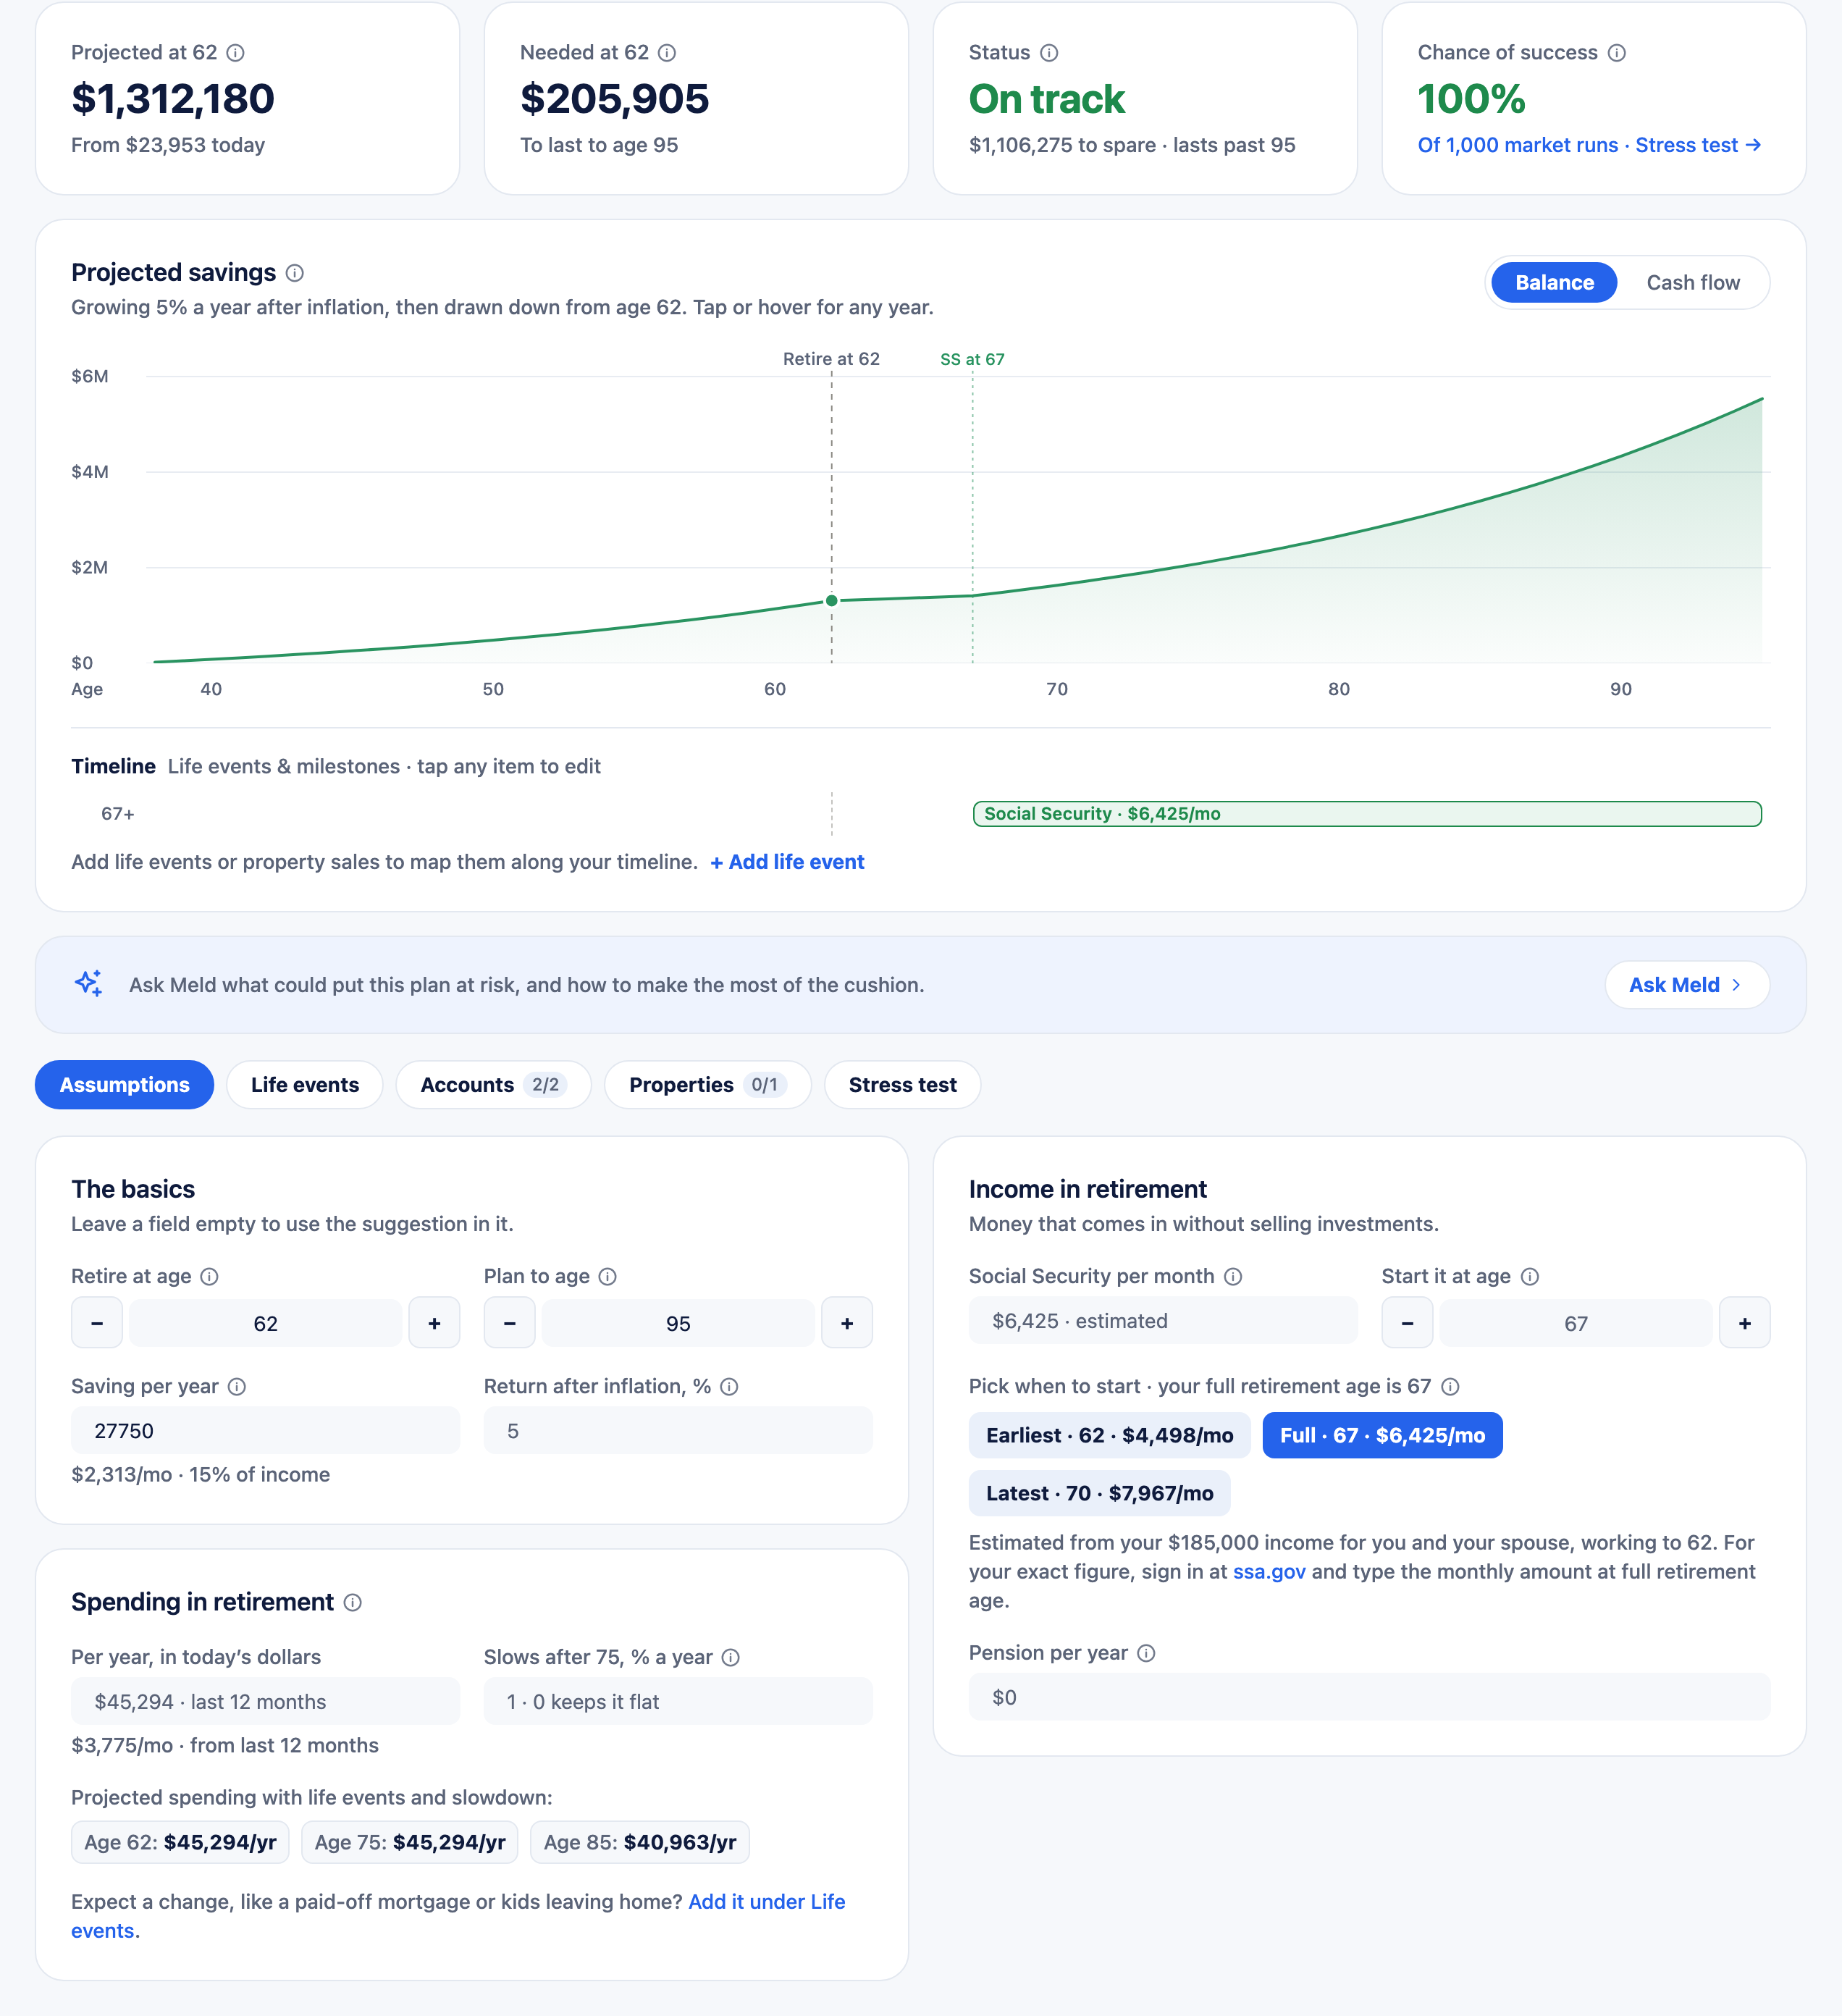 Projected at 62
$1,312,180
From $23,953 today
Needed at 62
$205,905
To last to age 95
Status
On track
$1,106,275 to spare · lasts past 95
Chance of success
100%
Of 1,000 market runs · Stress test →
Projected savings
Growing 5% a year after inflation, then drawn down from age 62. Tap or hover for any year.
Balance
Cash flow
Retire at 62
SS at 67
$6M
$4M
$2M
$0
Age
40
50
60
70
80
90
Timeline Life events & milestones · tap any item to edit
67+
Social Security · $6,425/mo
Add life events or property sales to map them along your timeline. + Add life event
Ask Meld what could put this plan at risk, and how to make the most of the cushion.
Ask Meld >
Assumptions
Life events
Accounts 2/2
Properties 0/1
Stress test
The basics
Leave a field empty to use the suggestion in it.
Retire at age
− 62 +
Plan to age
− 95 +
Saving per year
27750
$2,313/mo · 15% of income
Return after inflation, %
5
Spending in retirement
Per year, in today’s dollars
$45,294 · last 12 months
$3,775/mo · from last 12 months
Slows after 75, % a year
1 · 0 keeps it flat
Projected spending with life events and slowdown:
Age 62: $45,294/yr
Age 75: $45,294/yr
Age 85: $40,963/yr
Expect a change, like a paid-off mortgage or kids leaving home? Add it under Life
events.
Income in retirement
Money that comes in without selling investments.
Social Security per month
$6,425 · estimated
Start it at age
− 67 +
Pick when to start · your full retirement age is 67
Earliest · 62 · $4,498/mo
Full · 67 · $6,425/mo
Latest · 70 · $7,967/mo
Estimated from your $185,000 income for you and your spouse, working to 62. For
your exact figure, sign in at ssa.gov and type the monthly amount at full retirement
age.
Pension per year
$0